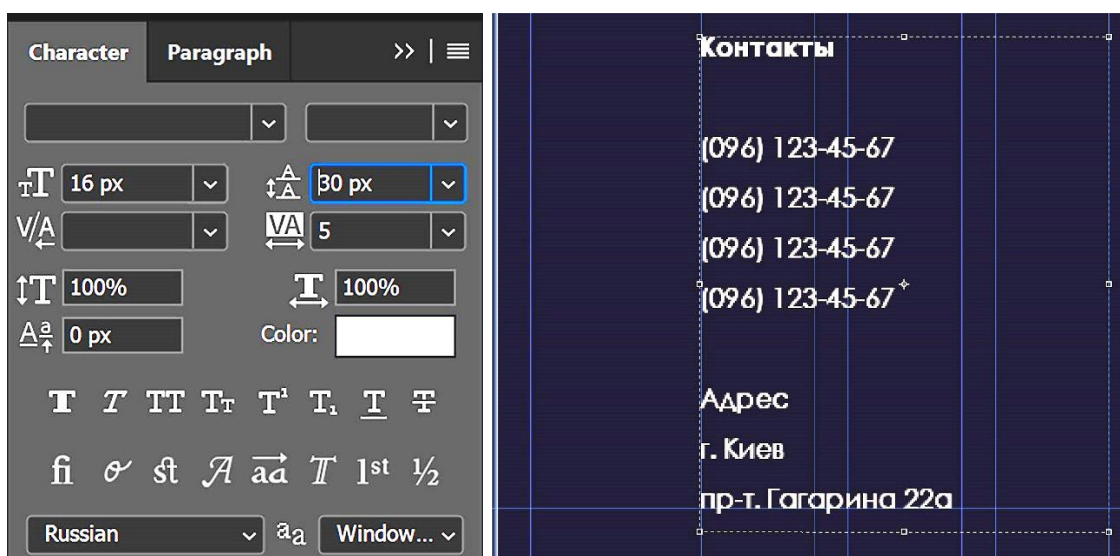 Character Paragraph
16 px 30 px
5
100% 100%
0 px Color:
Russian Window...
Контакты
(096) 123-45-67
(096) 123-45-67
(096) 123-45-67
(096) 123-45-67
Адрес
г. Киев
пр-т. Гагарина 22а